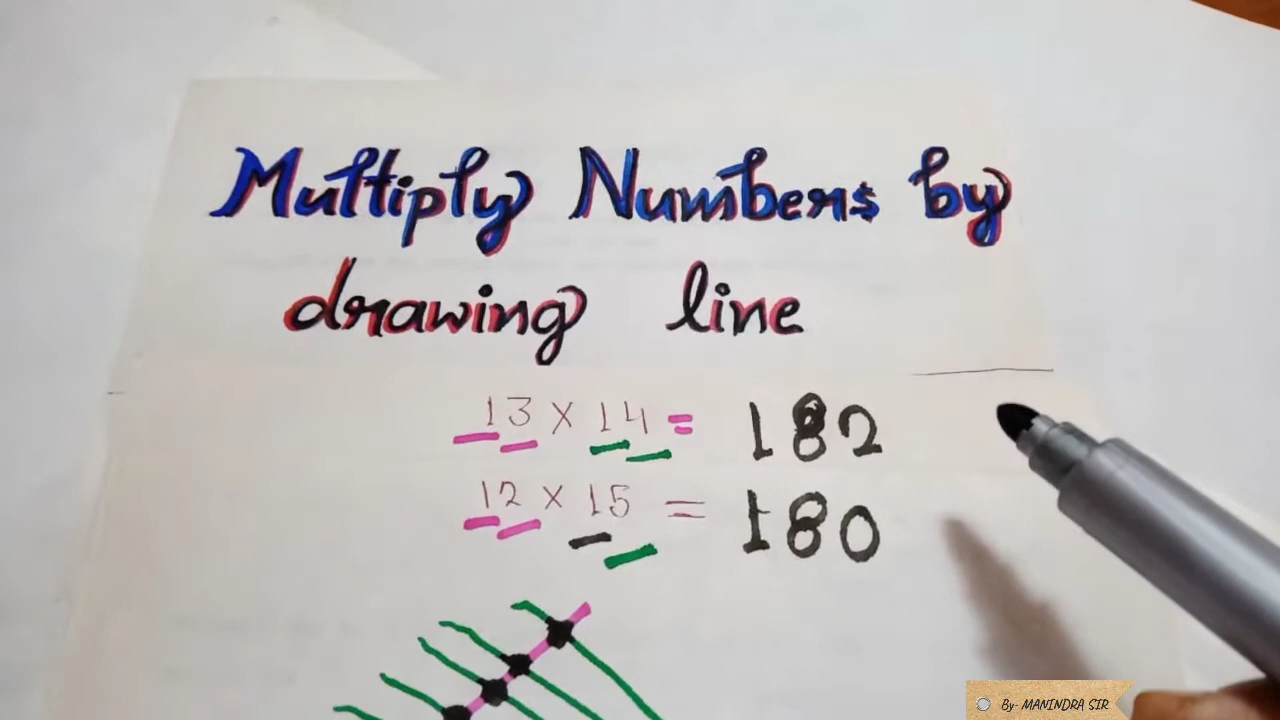 Multiply Numbers by
drawing line
13 X 14 = 182
12 X 15 = 180
By- MANINDRA SIR